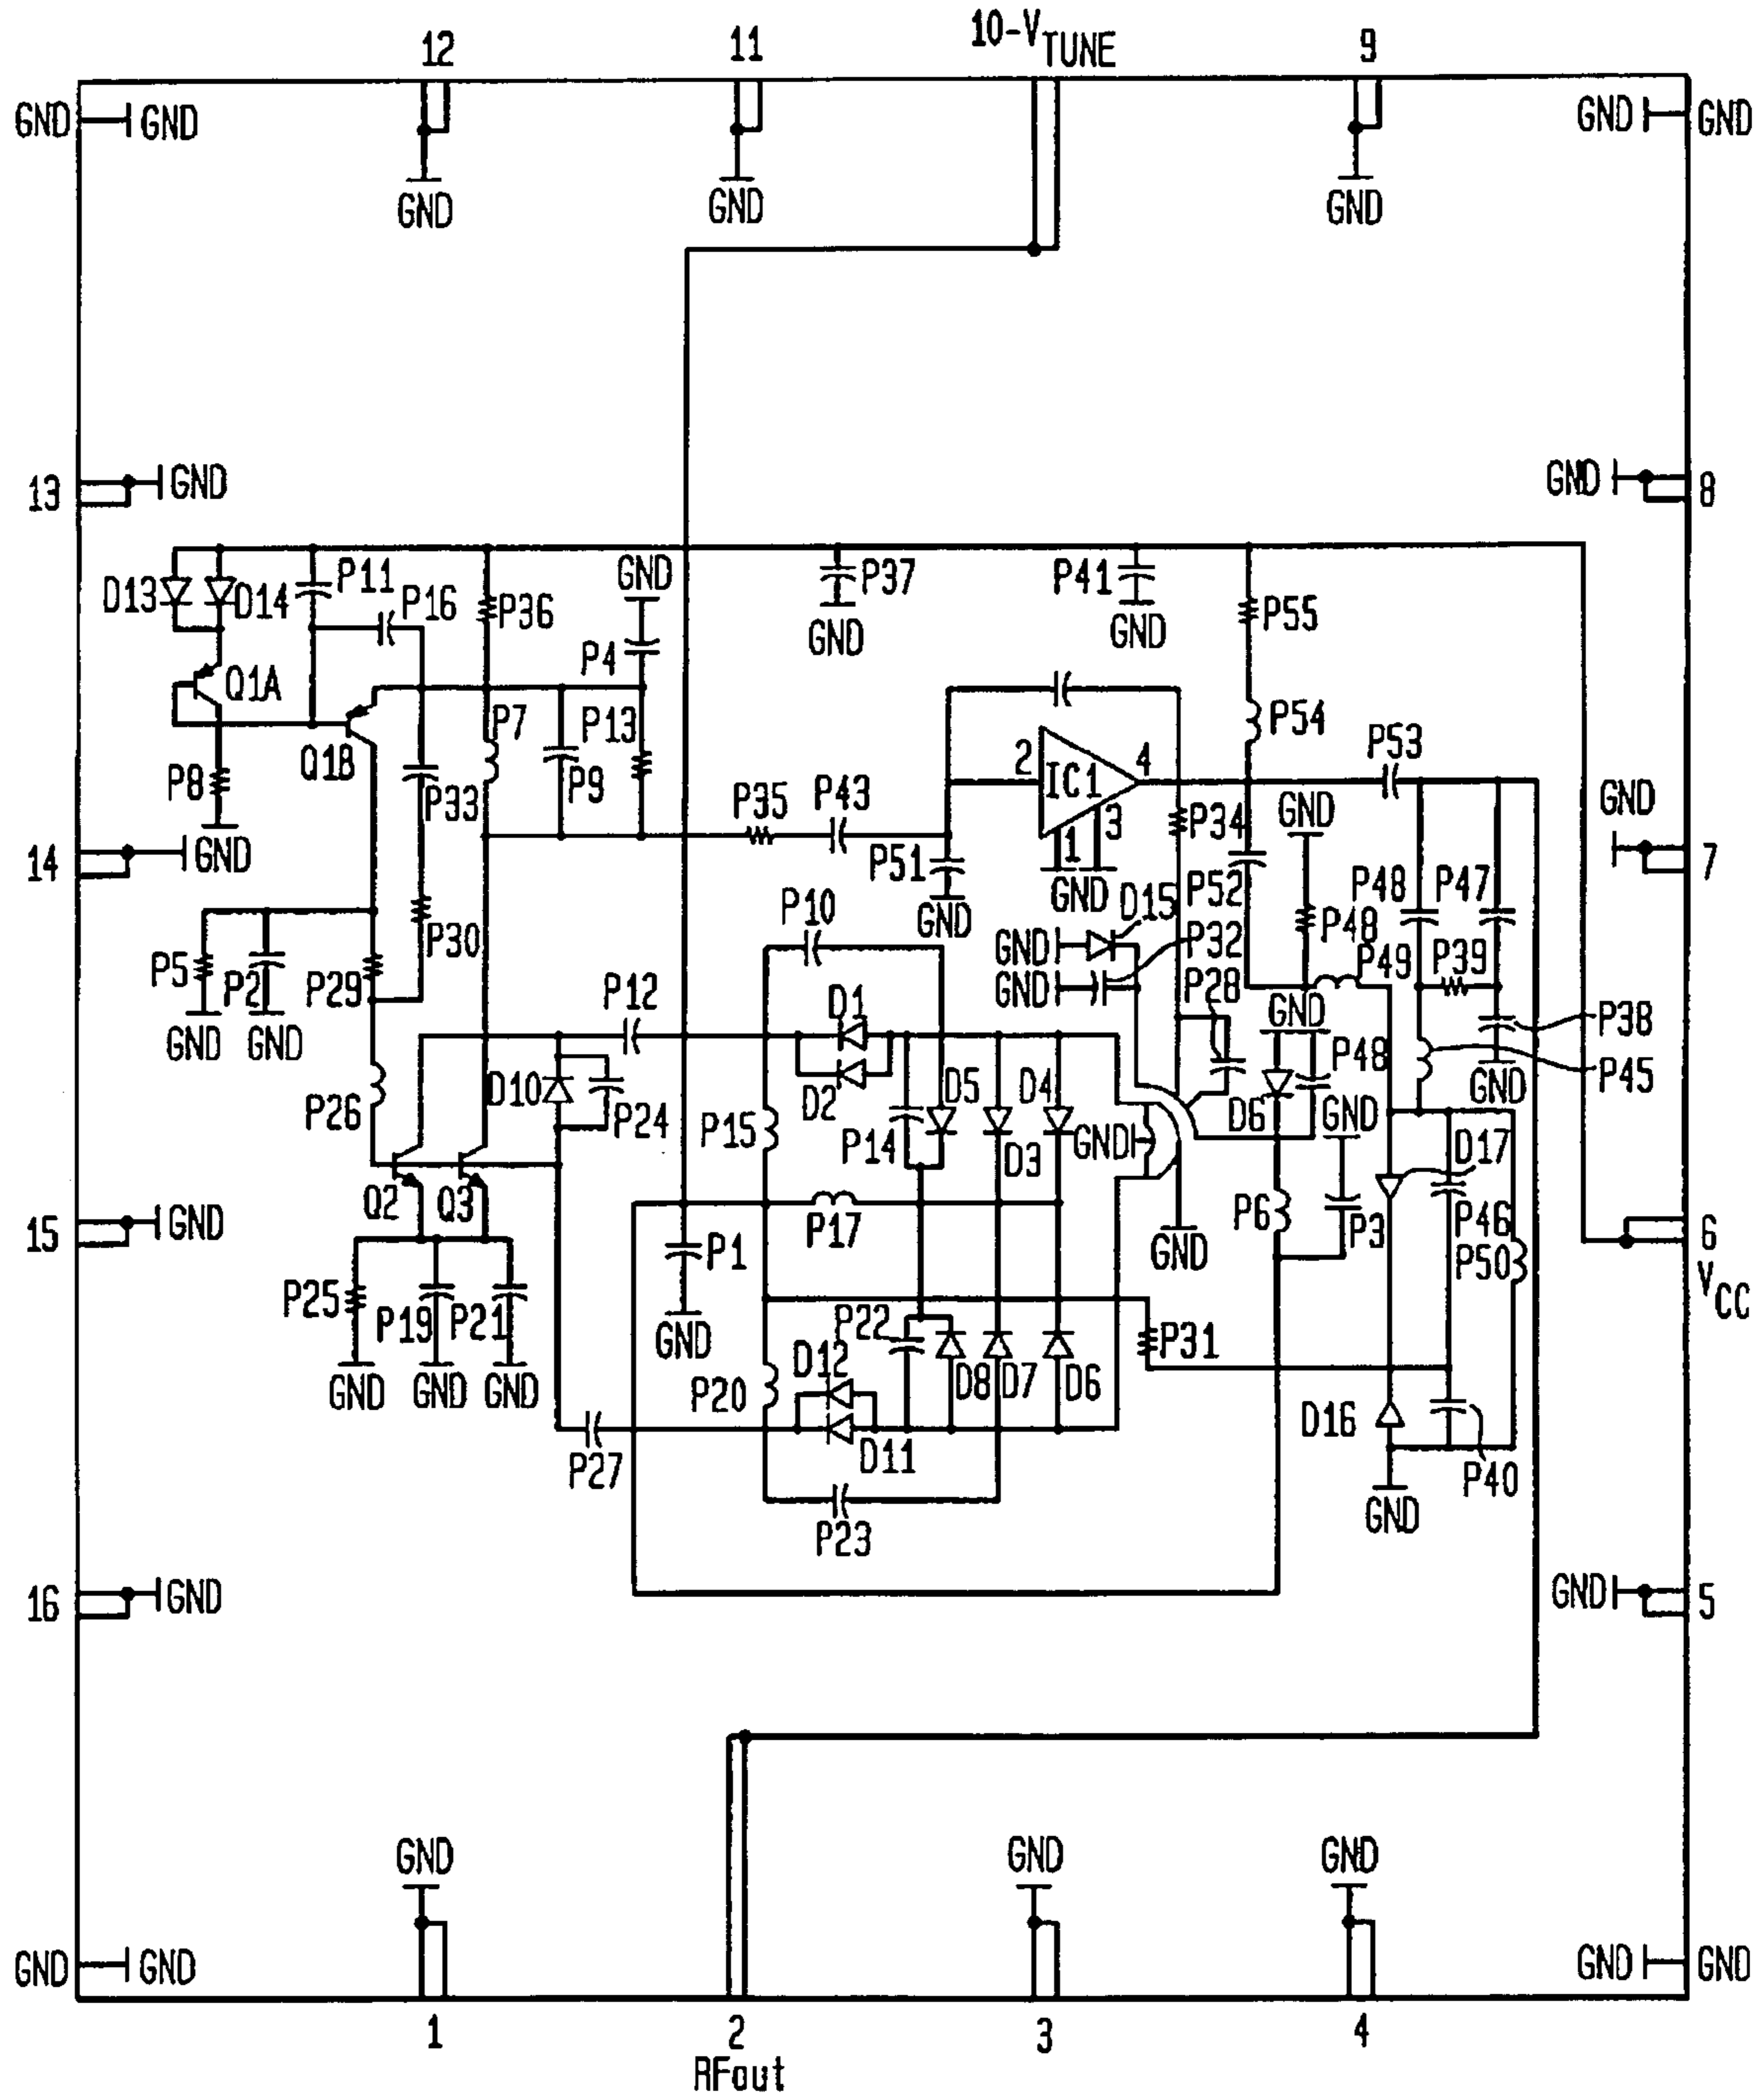 12 11 10-VTUNE 9
GND GND GND GND
GND GND GND
13 GND GND 8
D13 D14 P11 P16 P36 GND P37 P41 P55
GND GND
Q1A P4
P7 P13 P54
Q1B P9 2 IC1 4 P53
P8 P33 P35 P43 1 3 P34 GND GND
14 GND P51 GND P52 P48 P47 7
P10 GND D15
P5 P2 P29 P30 GND P32 P48 P49 P39
P12 D1 GND P28 GND P38
GND GND
P26 D10 P24 D2 D5 D4 P48 GND P45
P15 P14 D3 GND D6 GND D17
Q2 Q3
15 GND P17 P6 P3 P46 6
P1 GND P50 VCC
P25 P19 P21 GND P22 P31
D12 D8 D7 D6
GND GND GND P20 D16
P27 D11 P40
P23 GND
16 GND GND 5
GND GND GND
GND GND GND GND
1 2 3 4
RFout